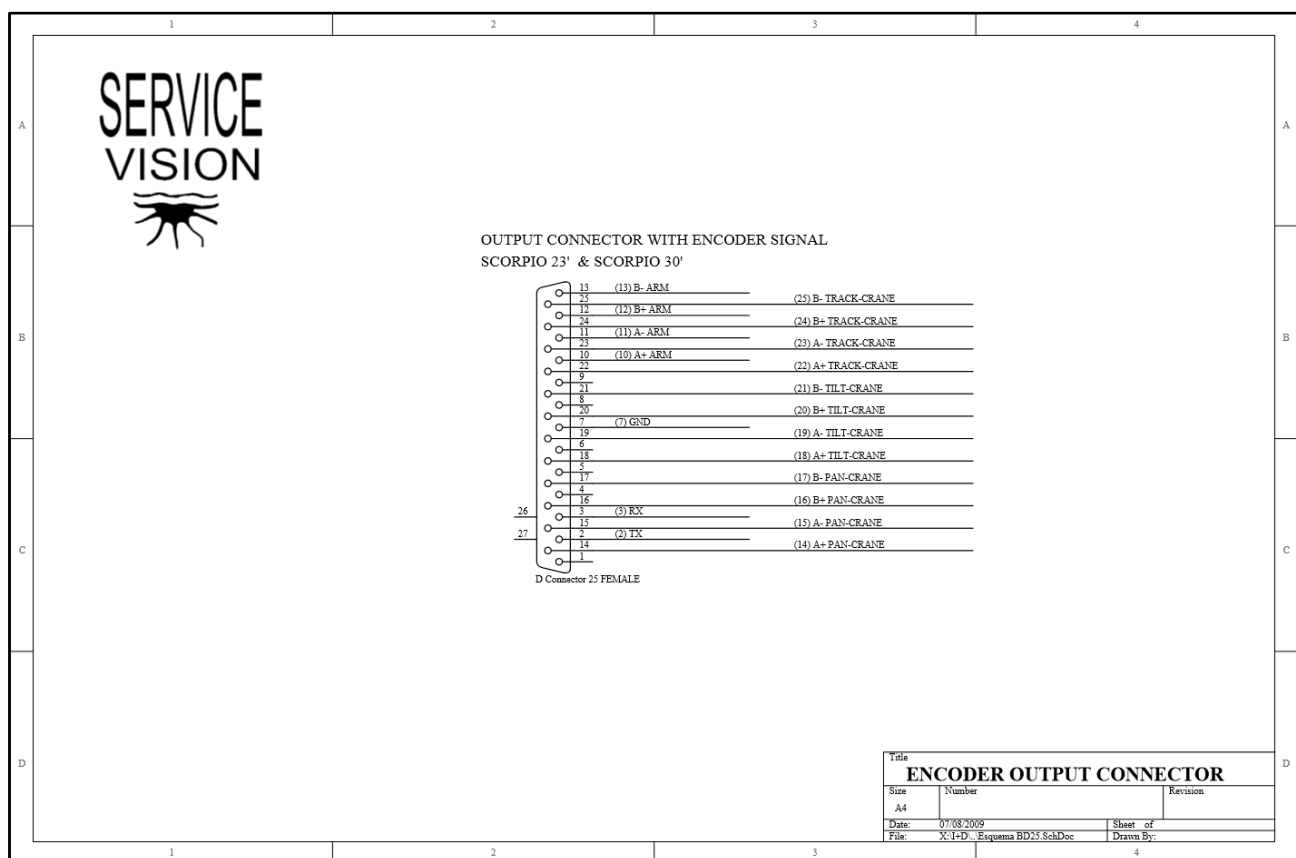 1 2 3 4
A A
SERVICE
VISION
OUTPUT CONNECTOR WITH ENCODER SIGNAL
SCORPIO 23' & SCORPIO 30'
13 (13) B- ARM
25 (25) B- TRACK-CRANE
12 (12) B+ ARM
24 (24) B+ TRACK-CRANE
B B
11 (11) A- ARM
23 (23) A- TRACK-CRANE
10 (10) A+ ARM
22 (22) A+ TRACK-CRANE
9
21 (21) B- TILT-CRANE
8
20 (20) B+ TILT-CRANE
7 (7) GND
19 (19) A- TILT-CRANE
6
18 (18) A+ TILT-CRANE
5
17 (17) B- PAN-CRANE
4
16 (16) B+ PAN-CRANE
26 3 (3) RX
15 (15) A- PAN-CRANE
27 2 (2) TX
14 (14) A+ PAN-CRANE
C C
1
D Connector 25 FEMALE
D D
Title
ENCODER OUTPUT CONNECTOR
Size Number Revision
A4
Date: 07/08/2009 Sheet of
File: X:\I+D\..\Esquema BD25.SchDoc Drawn By:
1 2 3 4